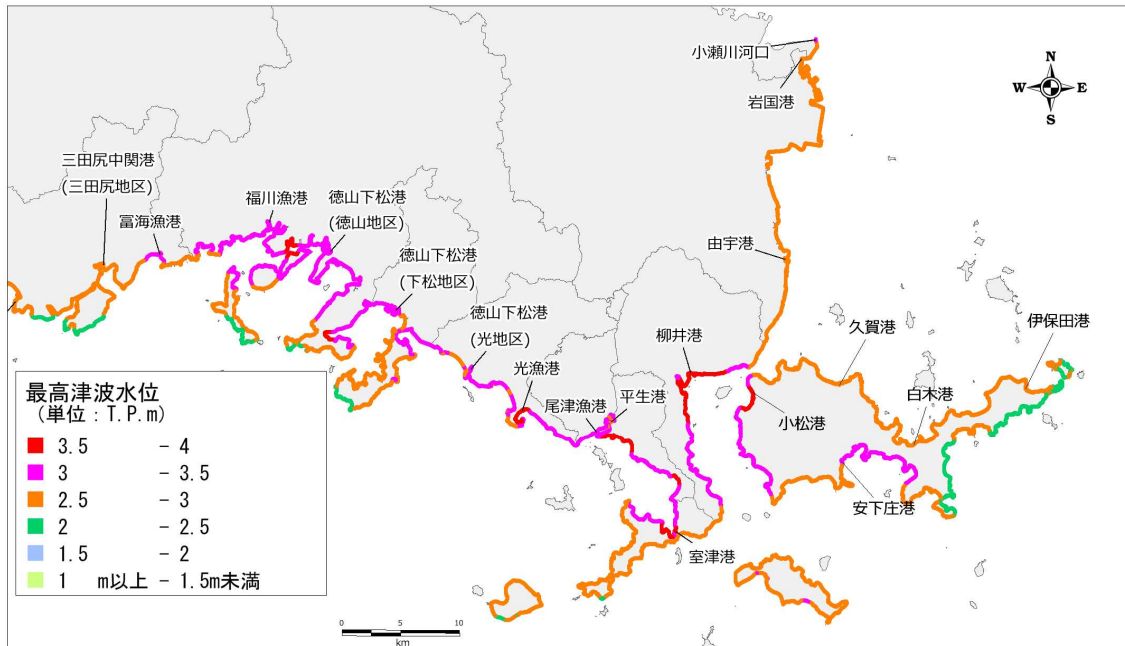 小瀬川河口
岩国港
N
W
E
S
三田尻中関港
(三田尻地区)
富海漁港
福川漁港
徳山下松港
(徳山地区)
徳山下松港
(下松地区)
徳山下松港
(光地区)
光漁港
尾津漁港
平生港
柳井港
由宇港
久賀港
伊保田港
白木港
小松港
安下庄港
室津港
最高津波水位
(単位:T.P.m)
3.5 - 4
3 - 3.5
2.5 - 3
2 - 2.5
1.5 - 2
1 m以上 - 1.5m未満
0 5 10
km